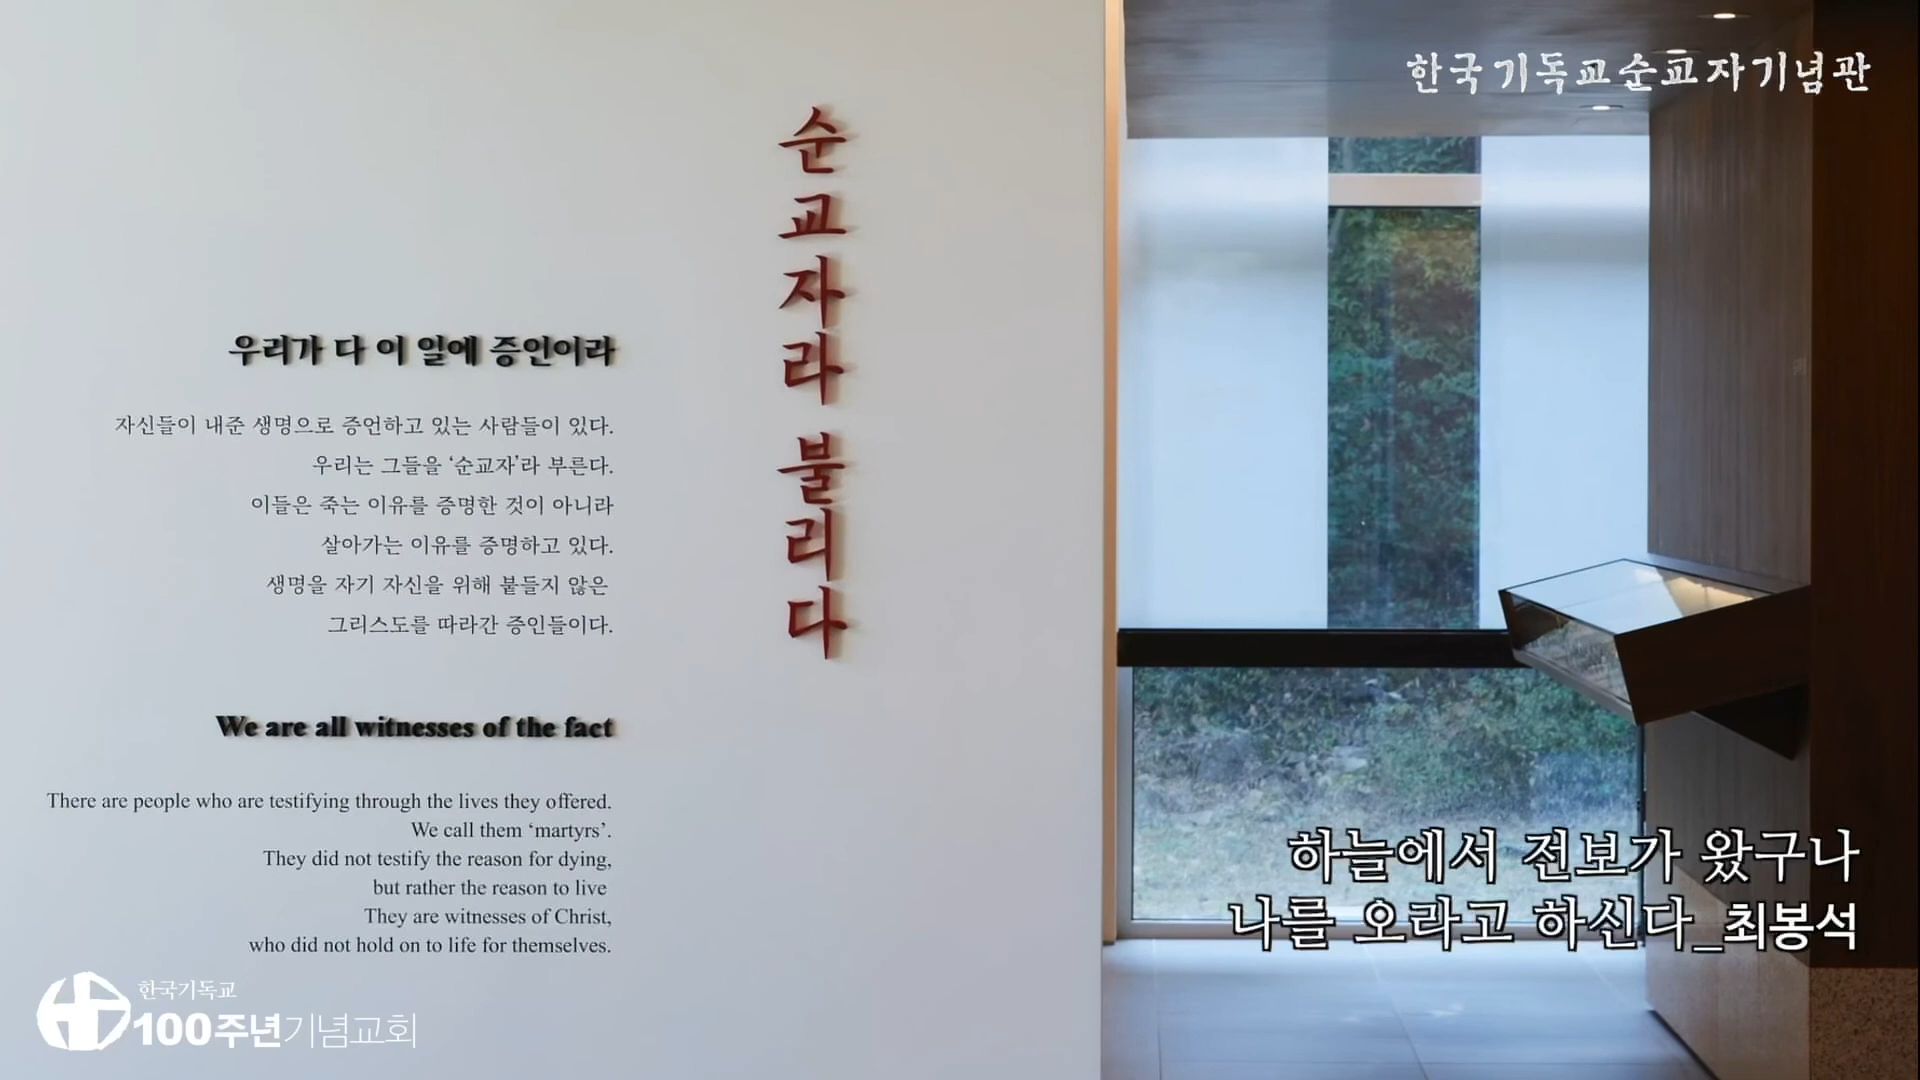 한국기독교순교자기념관
순교자라 불리다
우리가 다 이 일에 증인이라
자신들이 내준 생명으로 증언하고 있는 사람들이 있다.
우리는 그들을 ‘순교자’라 부른다.
이들은 죽는 이유를 증명한 것이 아니라
살아가는 이유를 증명하고 있다.
생명을 자기 자신을 위해 붙들지 않은
그리스도를 따라간 증인들이다.
We are all witnesses of the fact
There are people who are testifying through the lives they offered.
We call them ‘martyrs’.
They did not testify the reason for dying,
but rather the reason to live
They are witnesses of Christ,
who did not hold on to life for themselves.
하늘에서 전보가 왔구나
나를 오라고 하신다_최봉석
한국기독교
100주년기념교회